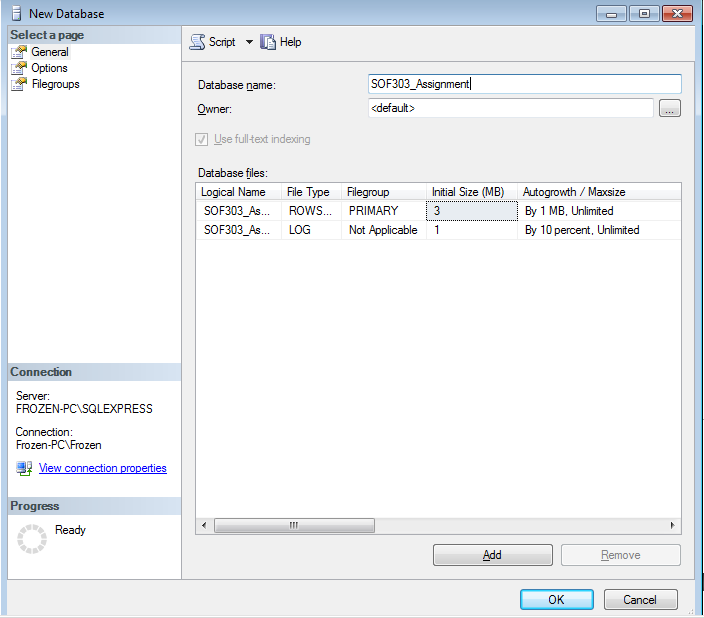 New Database
Select a page
General
Options
Filegroups
Script Help
Database name: SOF303_Assignment
Owner: <default>
...
Use full-text indexing
Database files:
Logical Name File Type Filegroup Initial Size (MB) Autogrowth / Maxsize
SOF303_As... ROWS... PRIMARY 3 By 1 MB, Unlimited
SOF303_As... LOG Not Applicable 1 By 10 percent, Unlimited
Connection
Server:
FROZEN-PC\SQLEXPRESS
Connection:
Frozen-PC\Frozen
View connection properties
Progress
Ready
Add Remove
OK Cancel